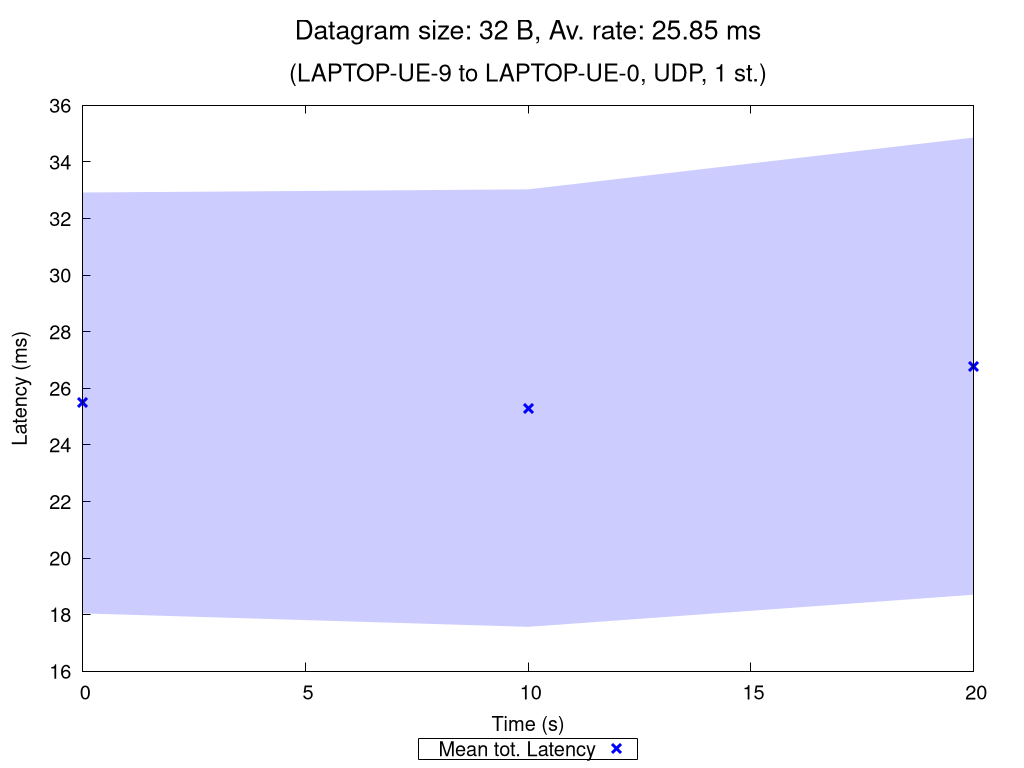 Datagram size: 32 B, Av. rate: 25.85 ms
(LAPTOP-UE-9 to LAPTOP-UE-0, UDP, 1 st.)
36
34
32
30
28
26
24
22
20
18
16
Latency (ms)
0 5 10 15 20
Time (s)
Mean tot. Latency